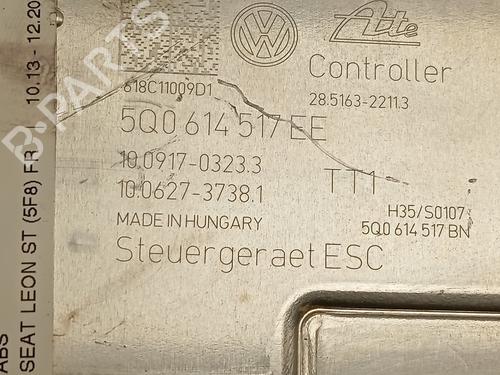 ABS
SEAT LEON ST (5F8) FR
10.13 - 12.20
618C11009D1
Ate
Controller
28.5163-2211.3
5Q0 614 517 EE
10.0917-0323.3
10.0627-3738.1
TT1
MADE IN HUNGARY
H35/S0107
5Q0 614 517 BN
Steuergeraet ESC